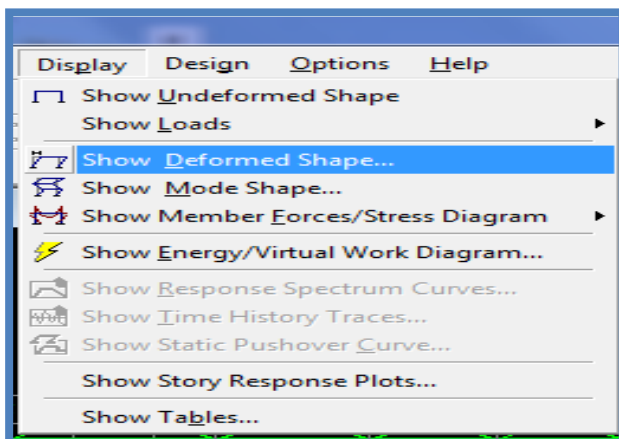 Display Design Options Help
Show Undeformed Shape
Show Loads
Show Deformed Shape...
Show Mode Shape...
Show Member Forces/Stress Diagram
Show Energy/Virtual Work Diagram...
Show Response Spectrum Curves...
Show Time History Traces...
Show Static Pushover Curve...
Show Story Response Plots...
Show Tables...